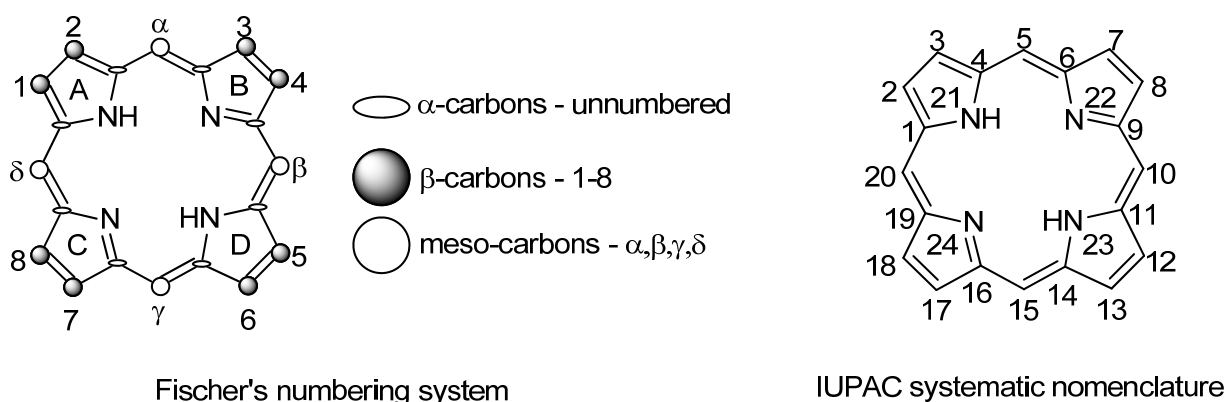 α
2 3
1 A B 4
NH N
δ β
N HN
8 C D 5
7 γ 6
α-carbons - unnumbered
β-carbons - 1-8
meso-carbons - α,β,γ,δ
Fischer's numbering system
5
3 4 6 7
2 21 22 8
NH N
1 9
20 10
19 N HN 11
18 24 23 12
17 16 15 14 13
IUPAC systematic nomenclature